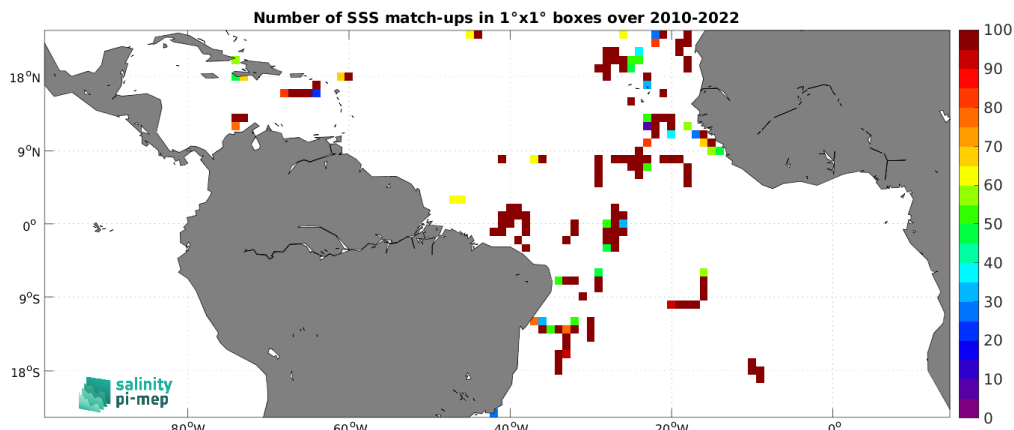 Number of SSS match-ups in 1°x1° boxes over 2010-2022
100
90
80
70
60
50
40
30
20
10
0
18°N
9°N
0°
9°S
18°S
80°W
60°W
40°W
20°W
0°
salinity
pi-mep